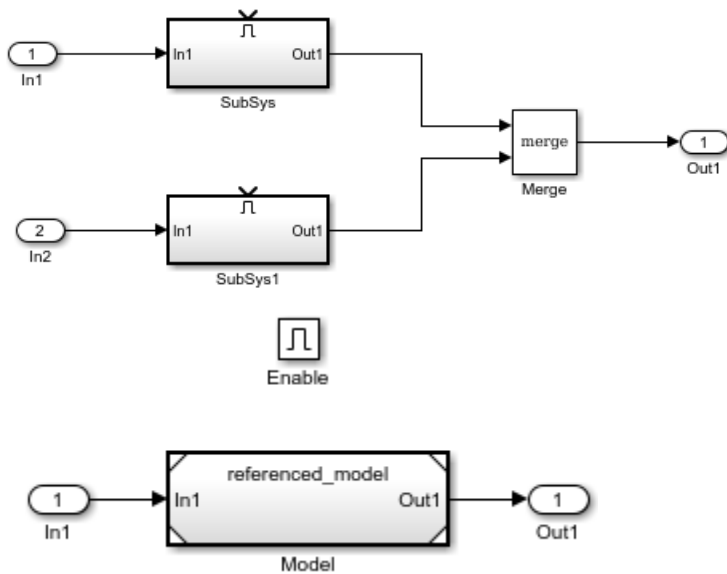 1
In1
In1
Out1
SubSys
merge
Merge
1
Out1
2
In2
In1
Out1
SubSys1
Enable
1
In1
referenced_model
In1
Out1
Model
1
Out1